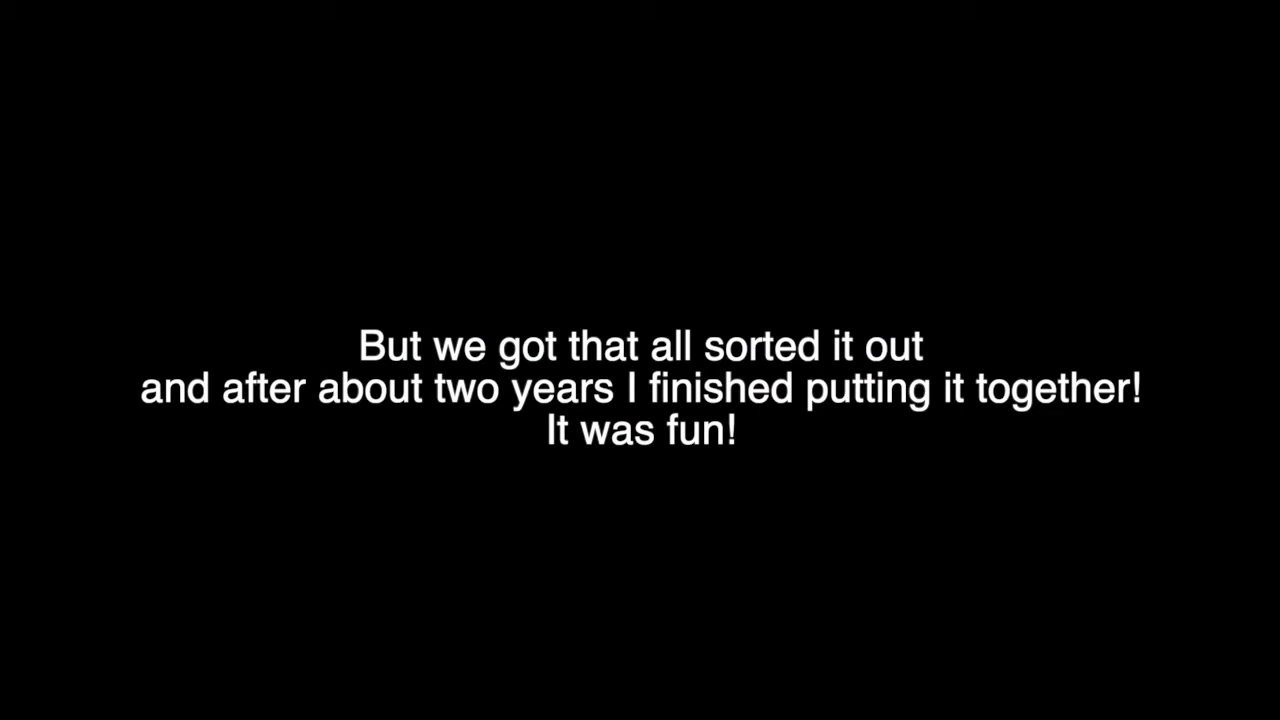 But we got that all sorted it out
and after about two years I finished putting it together!
It was fun!